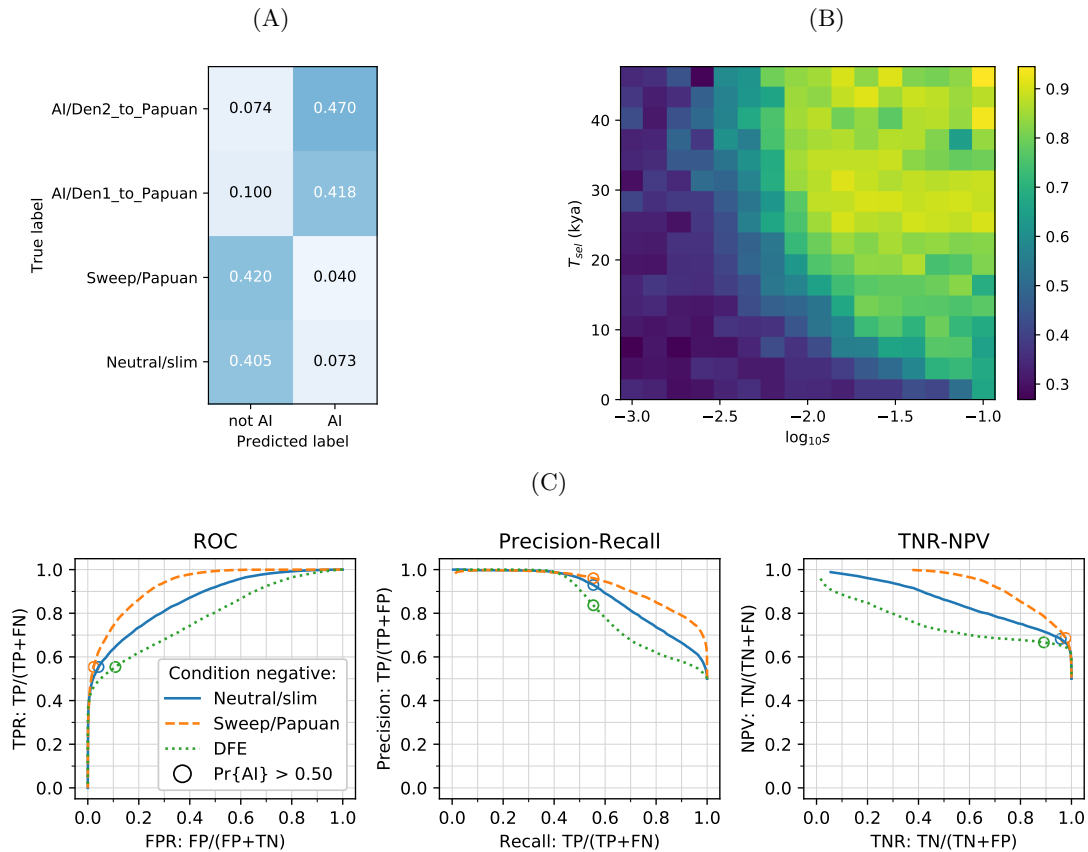 (A)
AI/Den2_to_Papuan
AI/Den1_to_Papuan
Sweep/Papuan
Neutral/slim
True label
0.074 0.470
0.100 0.418
0.420 0.040
0.405 0.073
not AI AI
Predicted label
(B)
T_sel (kya)
40
30
20
10
0
−3.0 −2.5 −2.0 −1.5 −1.0
log₁₀s
0.9
0.8
0.7
0.6
0.5
0.4
0.3
(C)
ROC
TPR: TP/(TP+FN)
1.0
0.8
0.6
0.4
0.2
0.0
Condition negative:
Neutral/slim
Sweep/Papuan
DFE
Pr{AI} > 0.50
0.0 0.2 0.4 0.6 0.8 1.0
FPR: FP/(FP+TN)
Precision-Recall
Precision: TP/(TP+FP)
1.0
0.8
0.6
0.4
0.2
0.0
0.0 0.2 0.4 0.6 0.8 1.0
Recall: TP/(TP+FN)
TNR-NPV
NPV: TN/(TN+FN)
1.0
0.8
0.6
0.4
0.2
0.0
0.0 0.2 0.4 0.6 0.8 1.0
TNR: TN/(TN+FP)